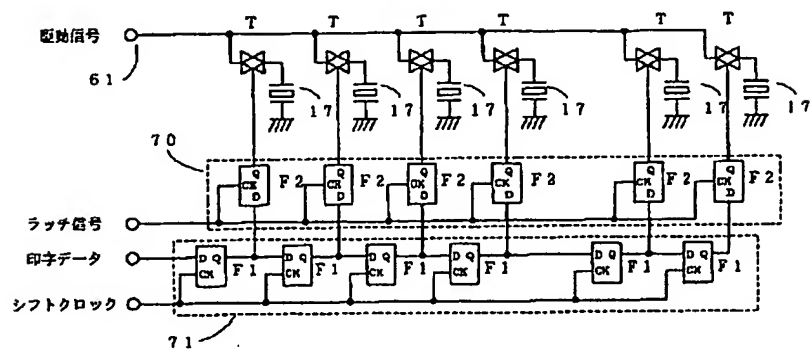 T T T T T T
駆動信号
61
17 17 17 17 17 17
70
Q Q Q Q Q Q
CK CK CK CK CK CK
F2 F2 F2 F2 F2 F2
D D D D D D
ラッチ信号
印字データ
D Q D Q D Q D Q D Q D Q
CK CK CK CK CK CK
F1 F1 F1 F1 F1 F1
シフトクロック
71